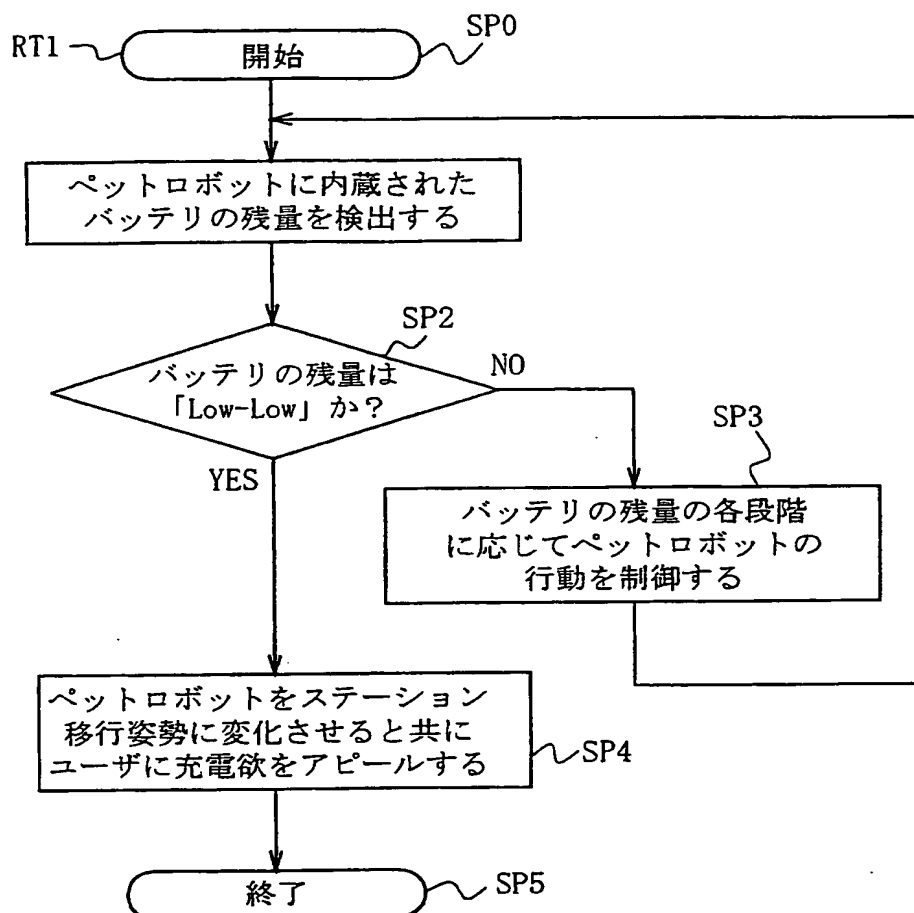 RT1
開始
SP0
ペットロボットに内蔵された
バッテリの残量を検出する
SP2
バッテリの残量は
「Low-Low」か？
NO
YES
SP3
バッテリの残量の各段階
に応じてペットロボットの
行動を制御する
ペットロボットをステーション
移行姿勢に変化させると共に
ユーザに充電欲をアピールする
SP4
終了
SP5